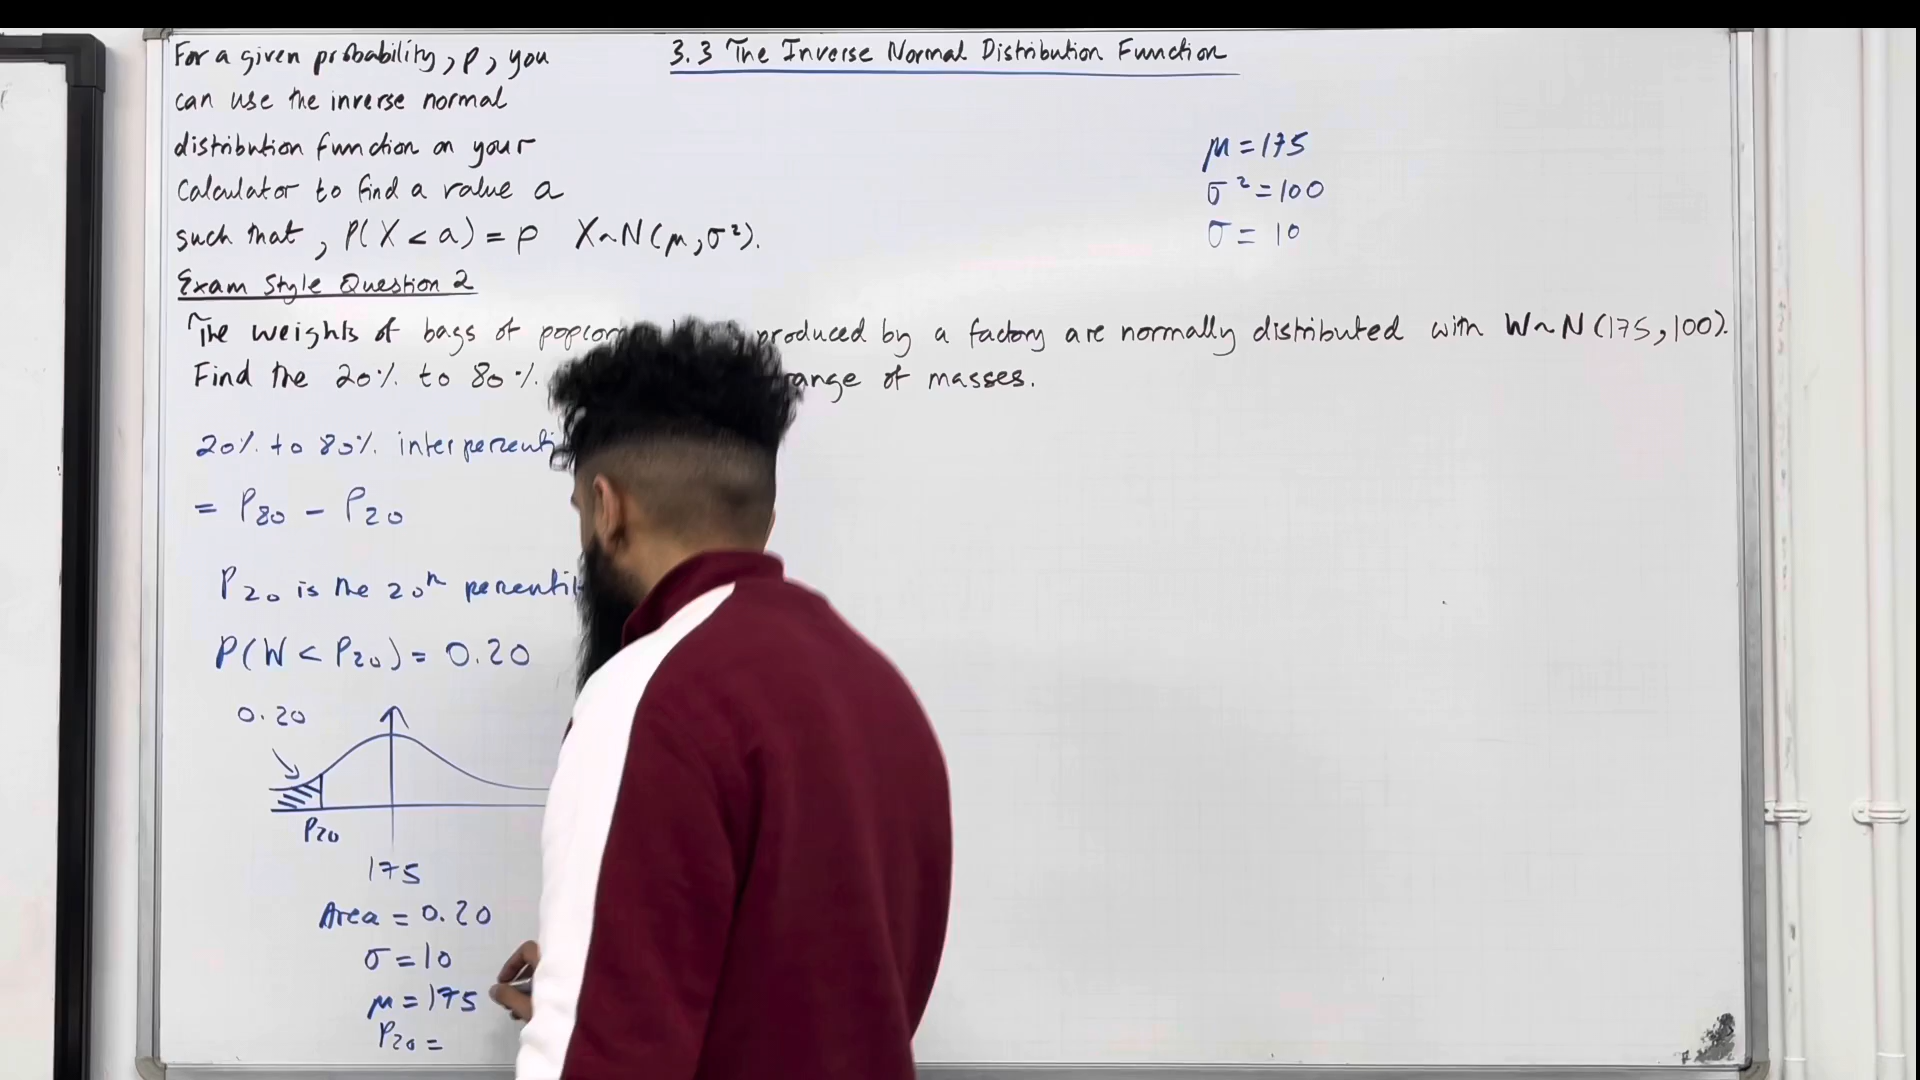 3.3 The Inverse Normal Distribution Function
For a given probability, p, you
can use the inverse normal
distribution function on your
calculator to find a value a
such that, P(X < a) = p X~N(μ, σ²).
μ = 175
σ² = 100
σ = 10
Exam Style Question 2
The weights of bags of produced by a factory are normally distributed with W~N(175, 100).
Find the 20% to 80% of masses.
20% to 80%
= P80 - P20
P20 is the 20th
P(W < P20) = 0.20
0.20
P20
175
Area = 0.20
σ = 10
μ = 175
P20 =